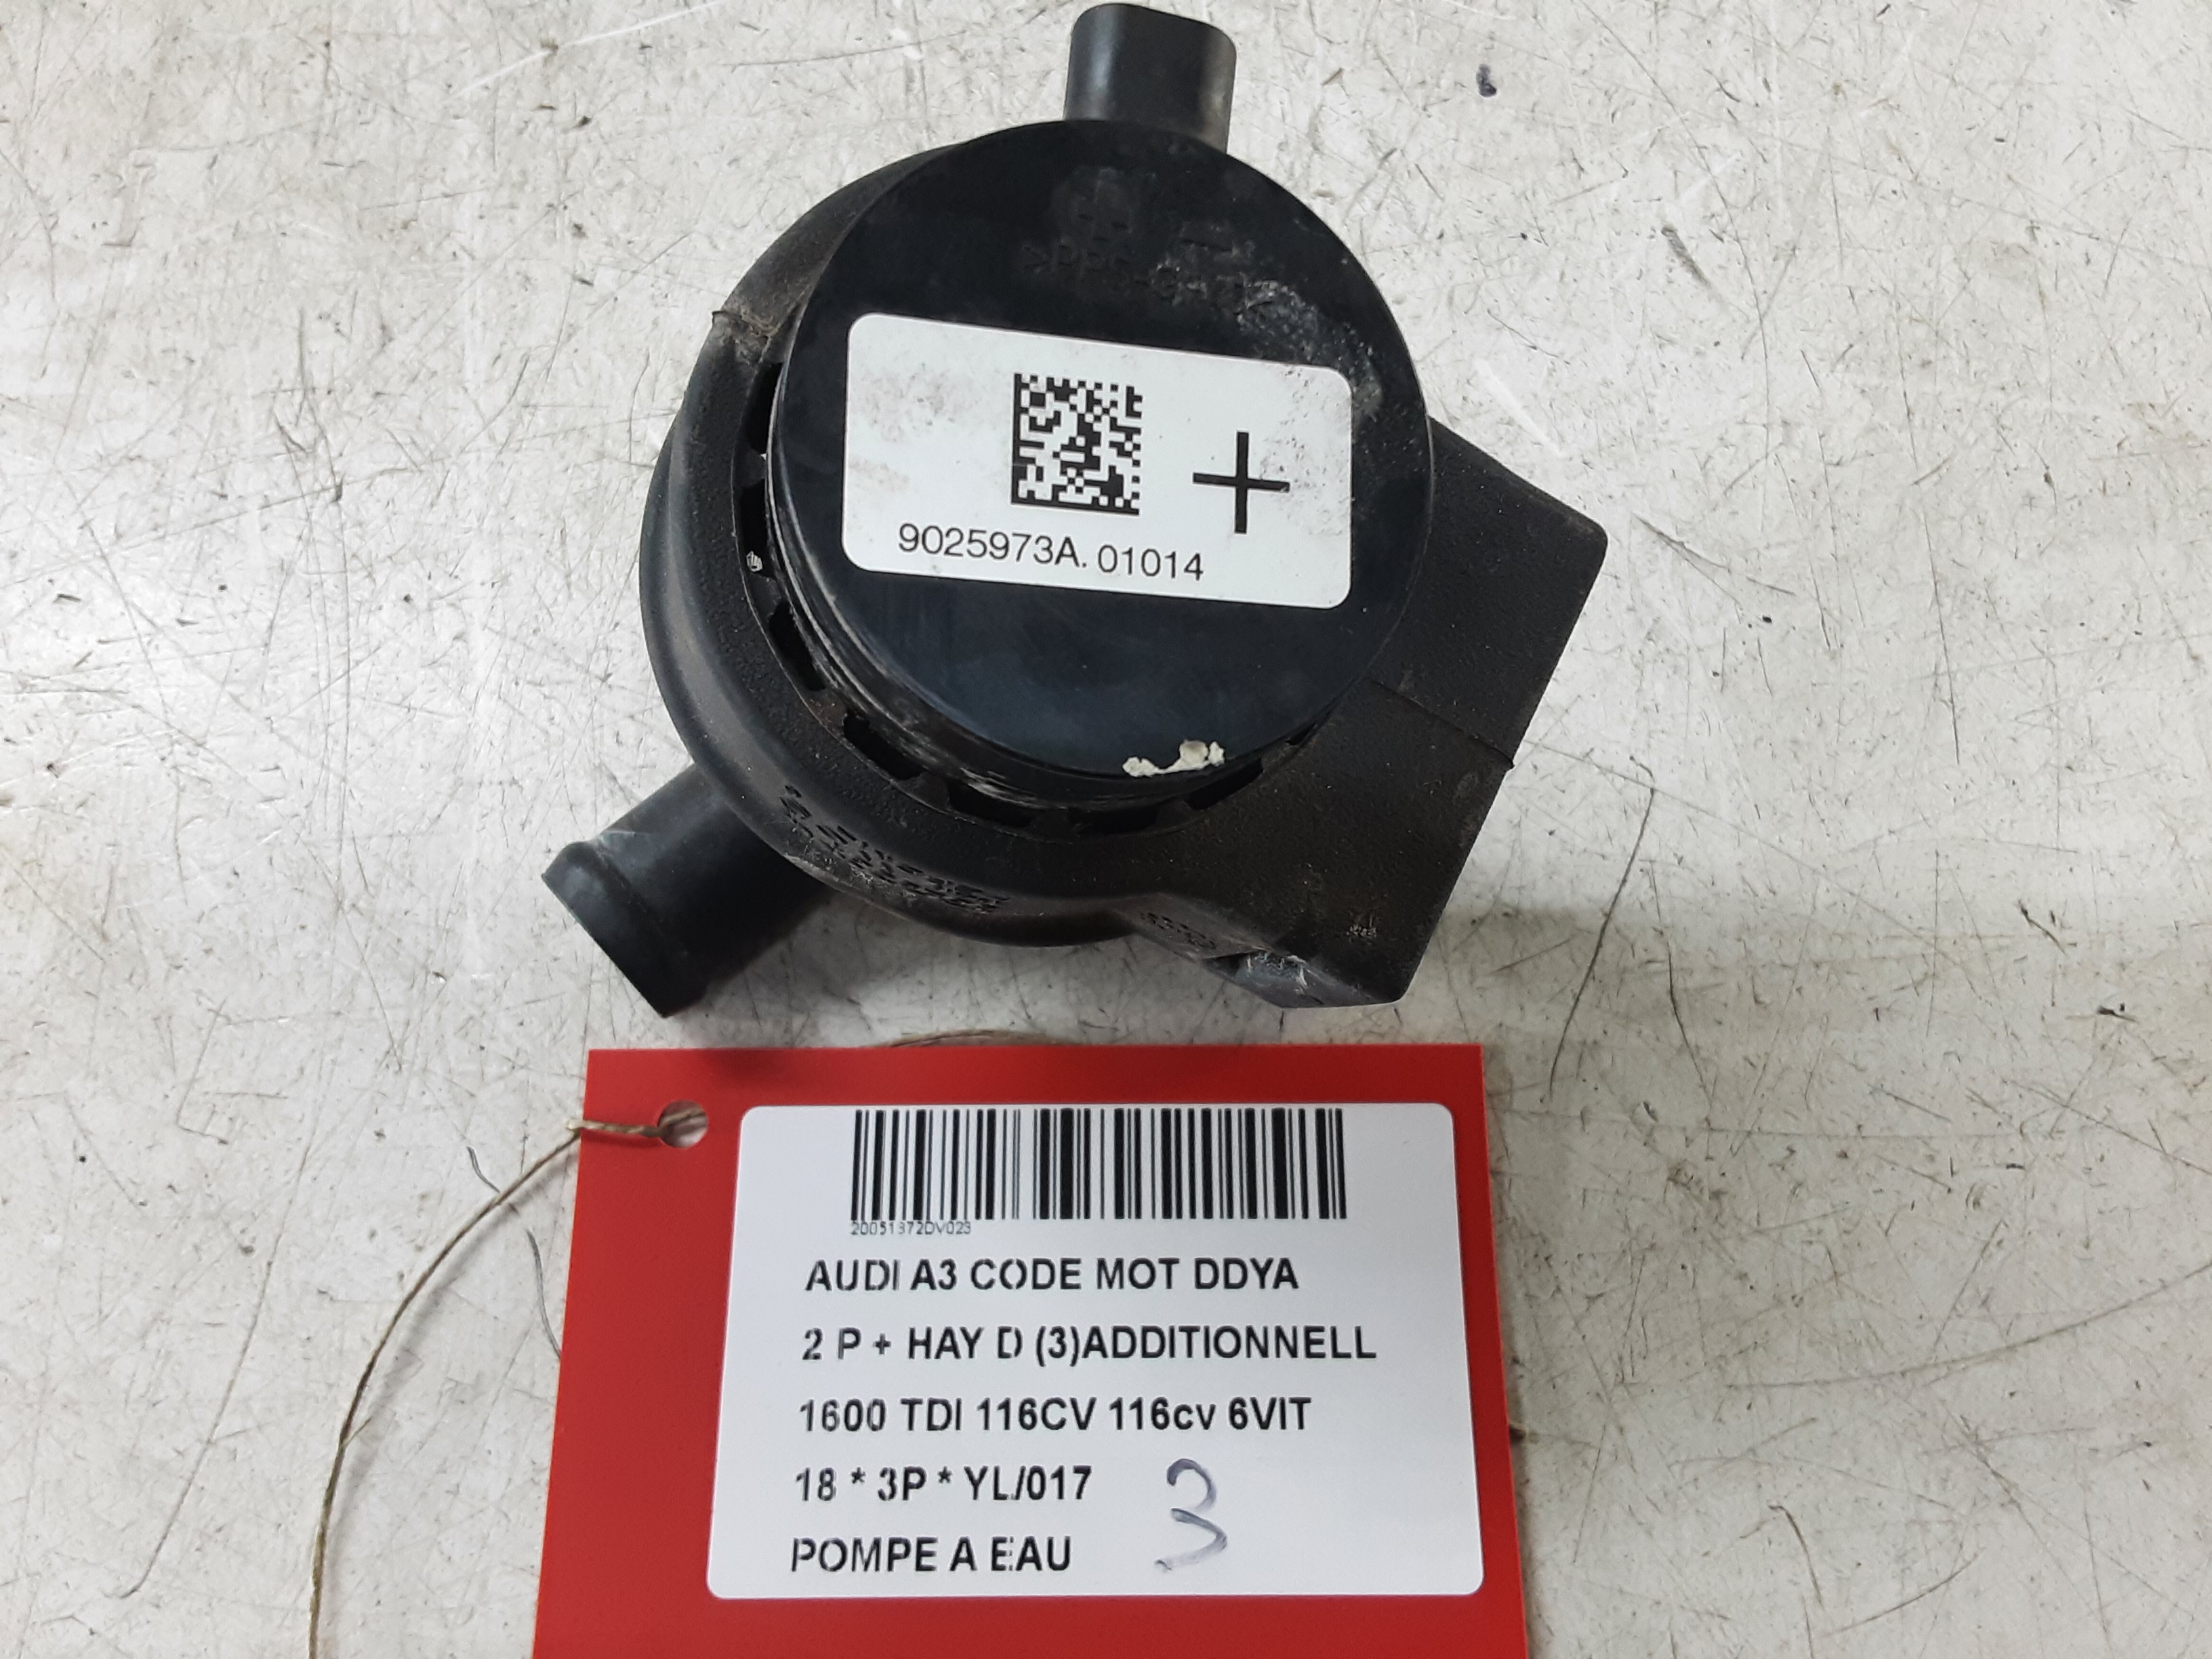 +
9025973A.01014
20051372DV023
AUDI A3 CODE MOT DDYA
2 P + HAY D (3)ADDITIONNELL
1600 TDI 116CV 116cv 6VIT
18 * 3P * YL/017
3
POMPE A EAU